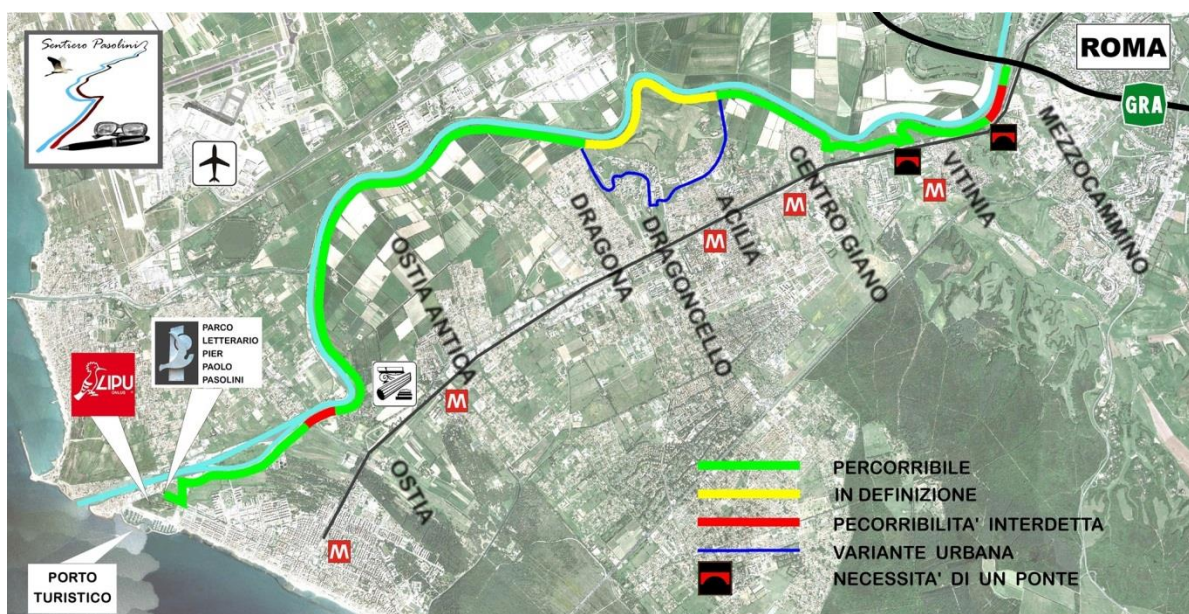 Sentiero Pasolini
ROMA
GRA
MEZZOCAMMINO
VITINIA
CENTRO GIANO
ACILIA
DRAGONCELLO
DRAGONA
OSTIA ANTICA
OSTIA
M
M
M
M
M
PARCO
LETTERARIO
PIER
PAOLO
PASOLINI
LIPU
ONLUS
PORTO
TURISTICO
PERCORRIBILE
IN DEFINIZIONE
PECORRIBILITA' INTERDETTA
VARIANTE URBANA
NECESSITA' DI UN PONTE